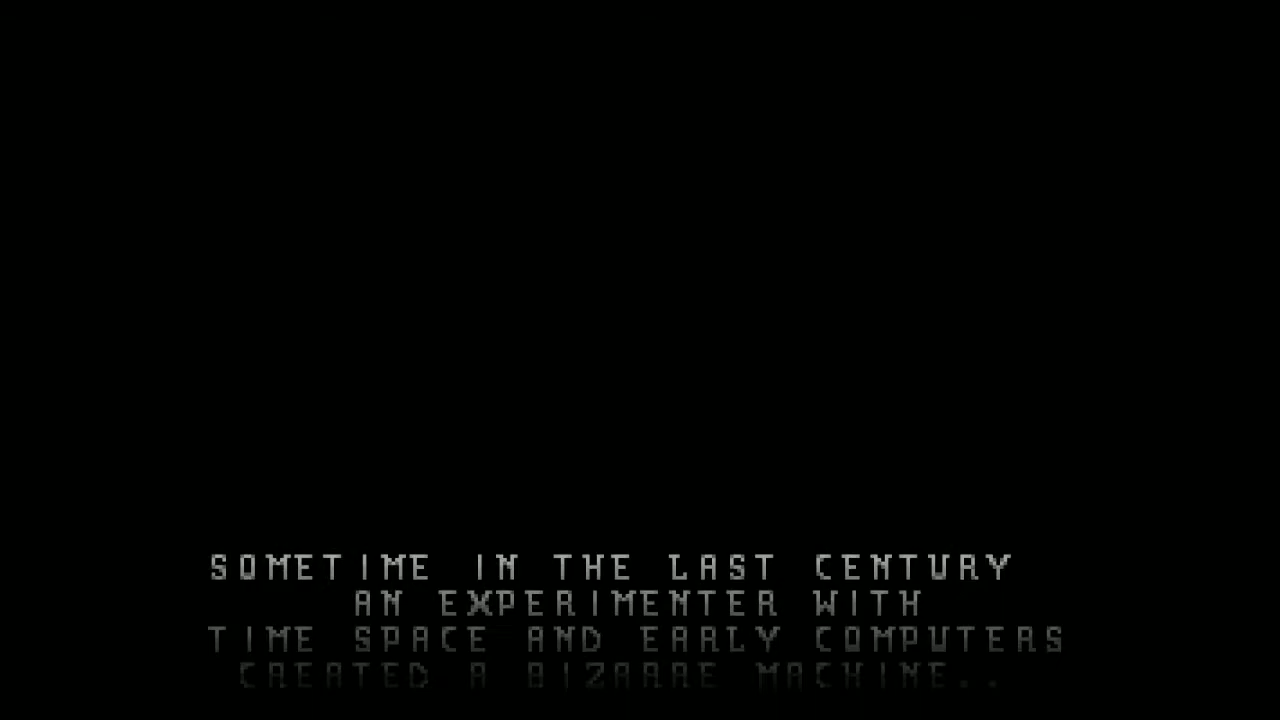 SOMETIME IN THE LAST CENTURY
AN EXPERIMENTER WITH
TIME SPACE AND EARLY COMPUTERS
CREATED A BIZARRE MACHINE..